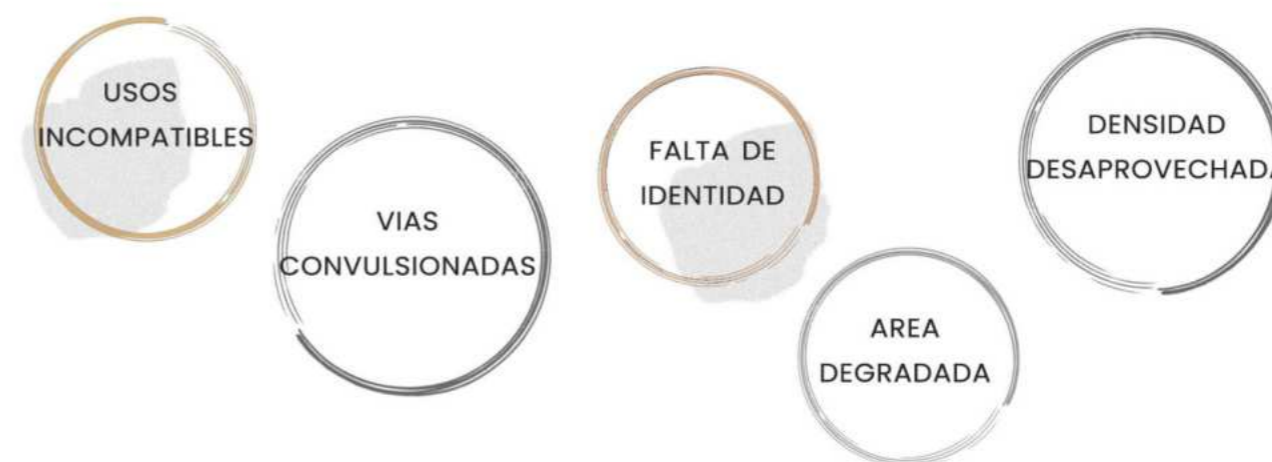 USOS
INCOMPATIBLES
VIAS
CONVULSIONADAS
FALTA DE
IDENTIDAD
AREA
DEGRADADA
DENSIDAD
DESAPROVECHADA